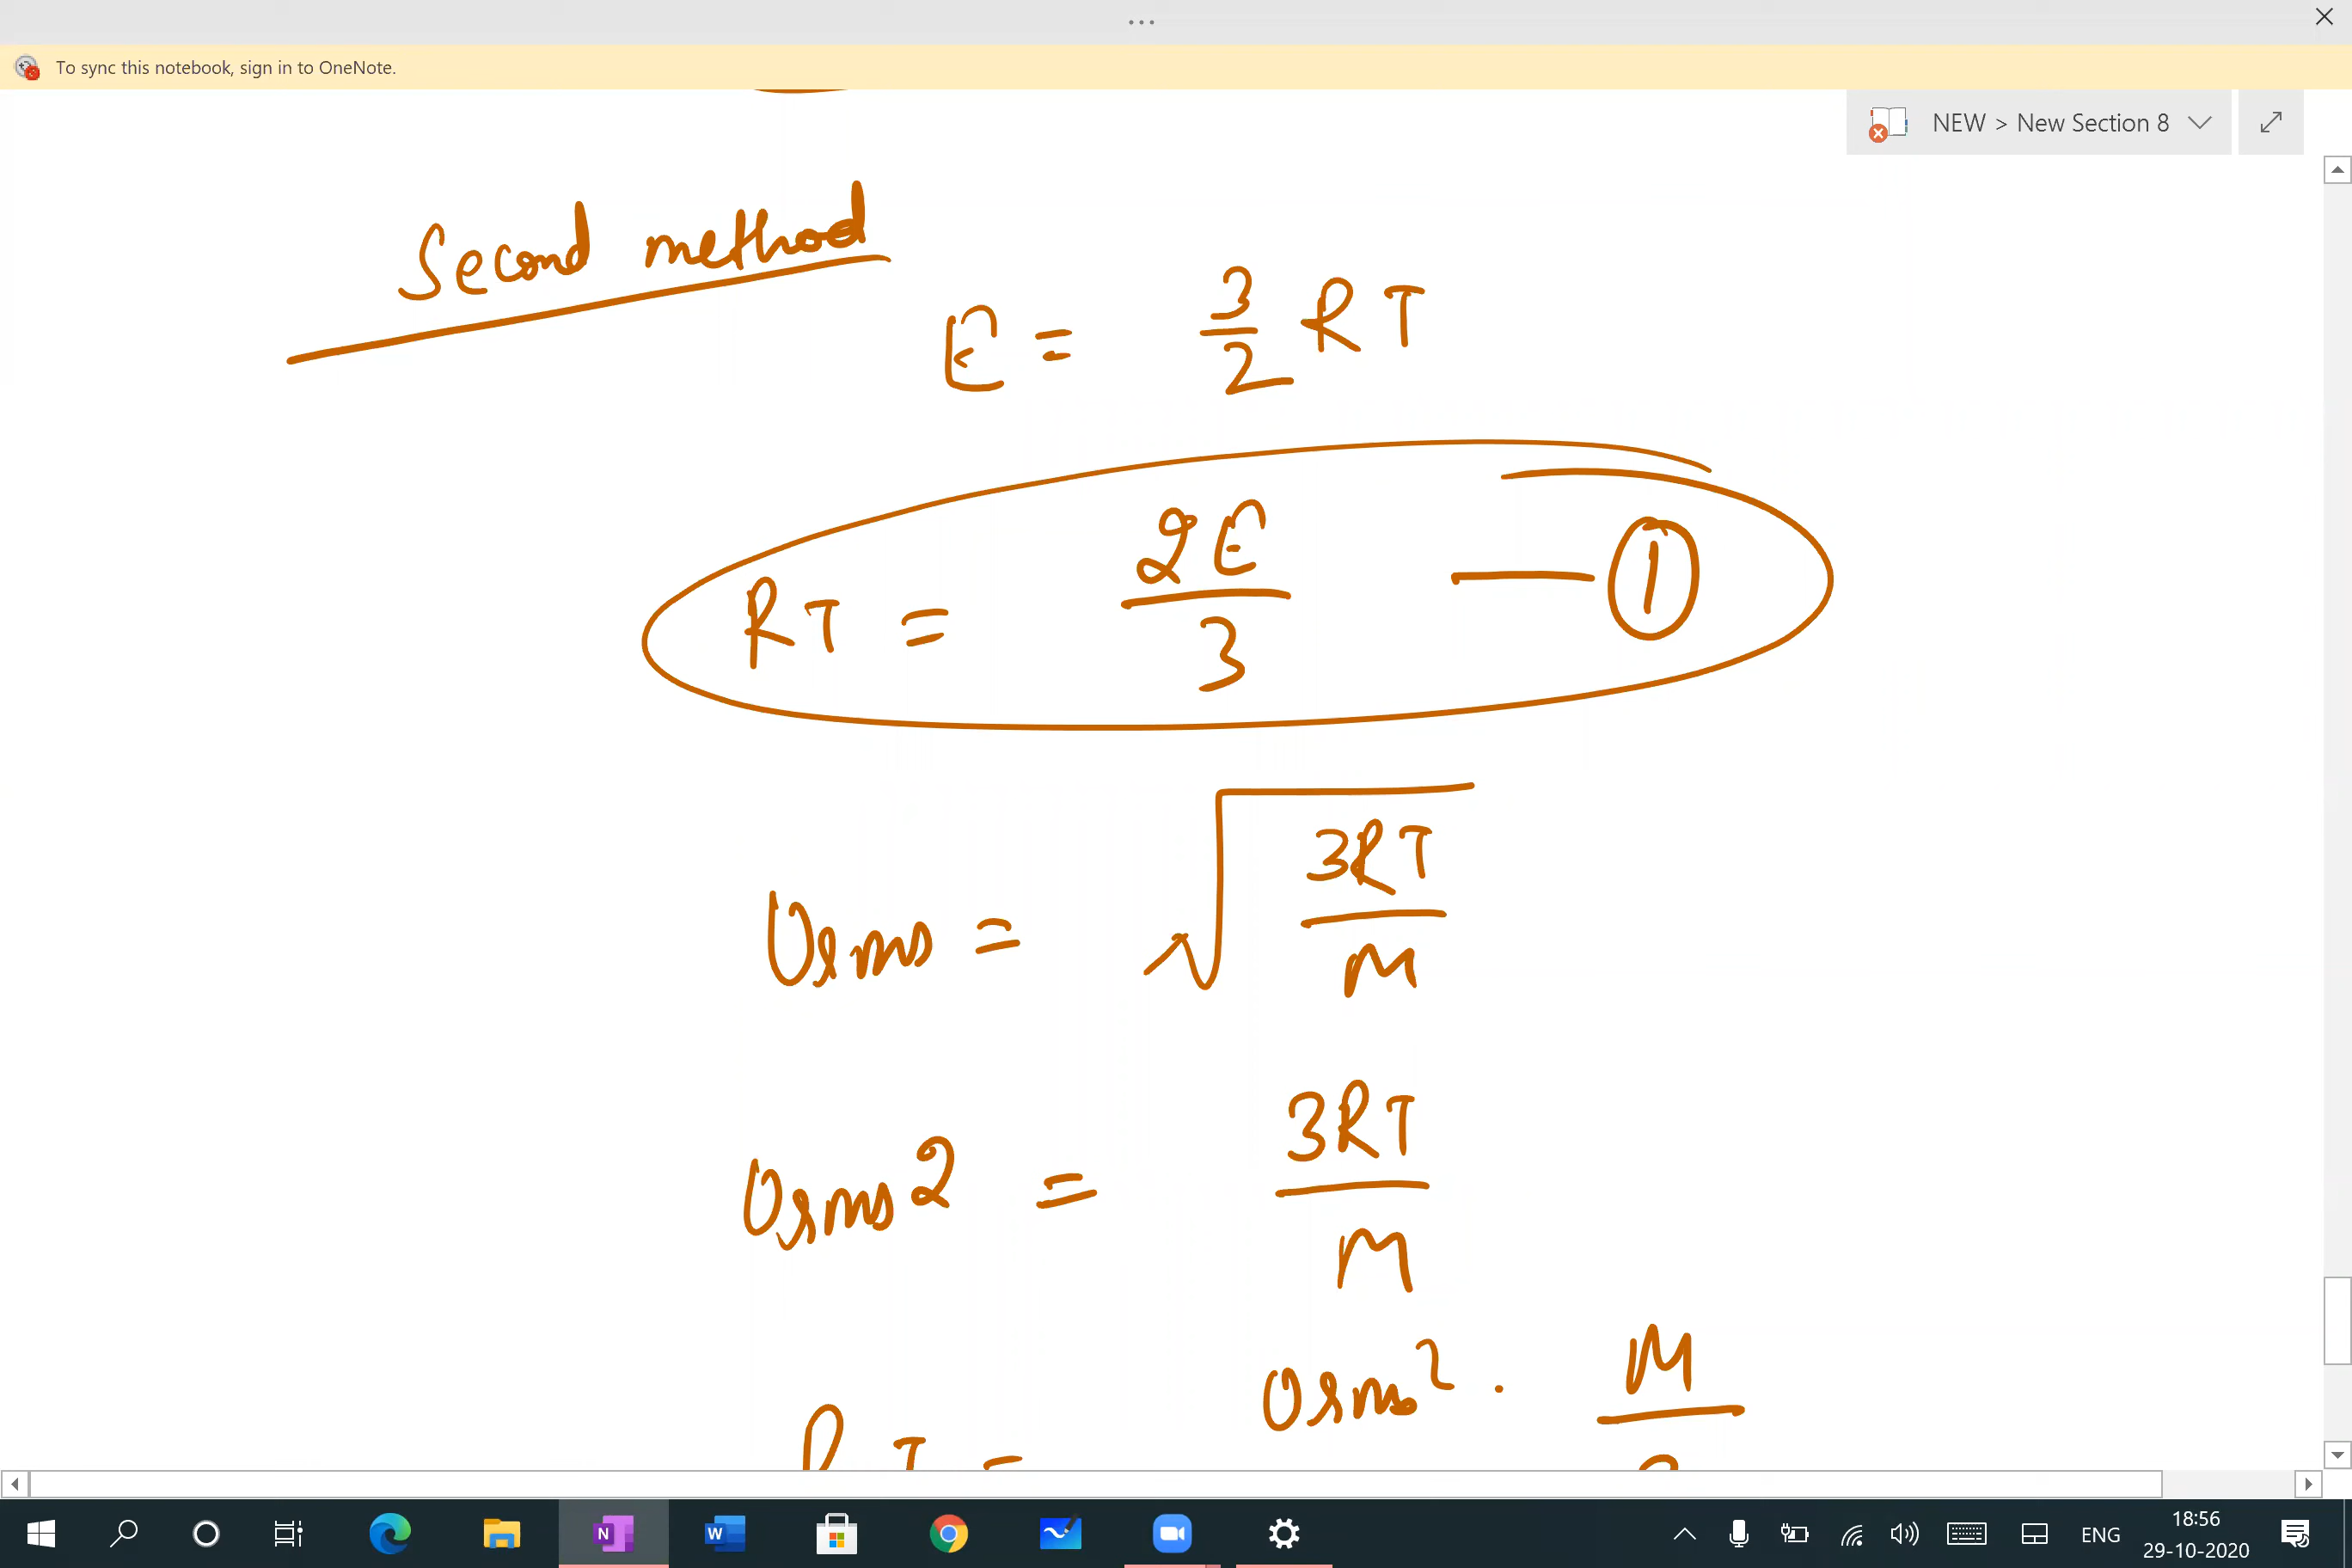 To sync this notebook, sign in to OneNote.
NEW > New Section 8
Second method
E = 3/2 RT
RT = 2E/3 — ①
Urms = √(3RT/M)
Urms² = 3RT/M
RT = Urms² · M/
ENG
18:56
29-10-2020